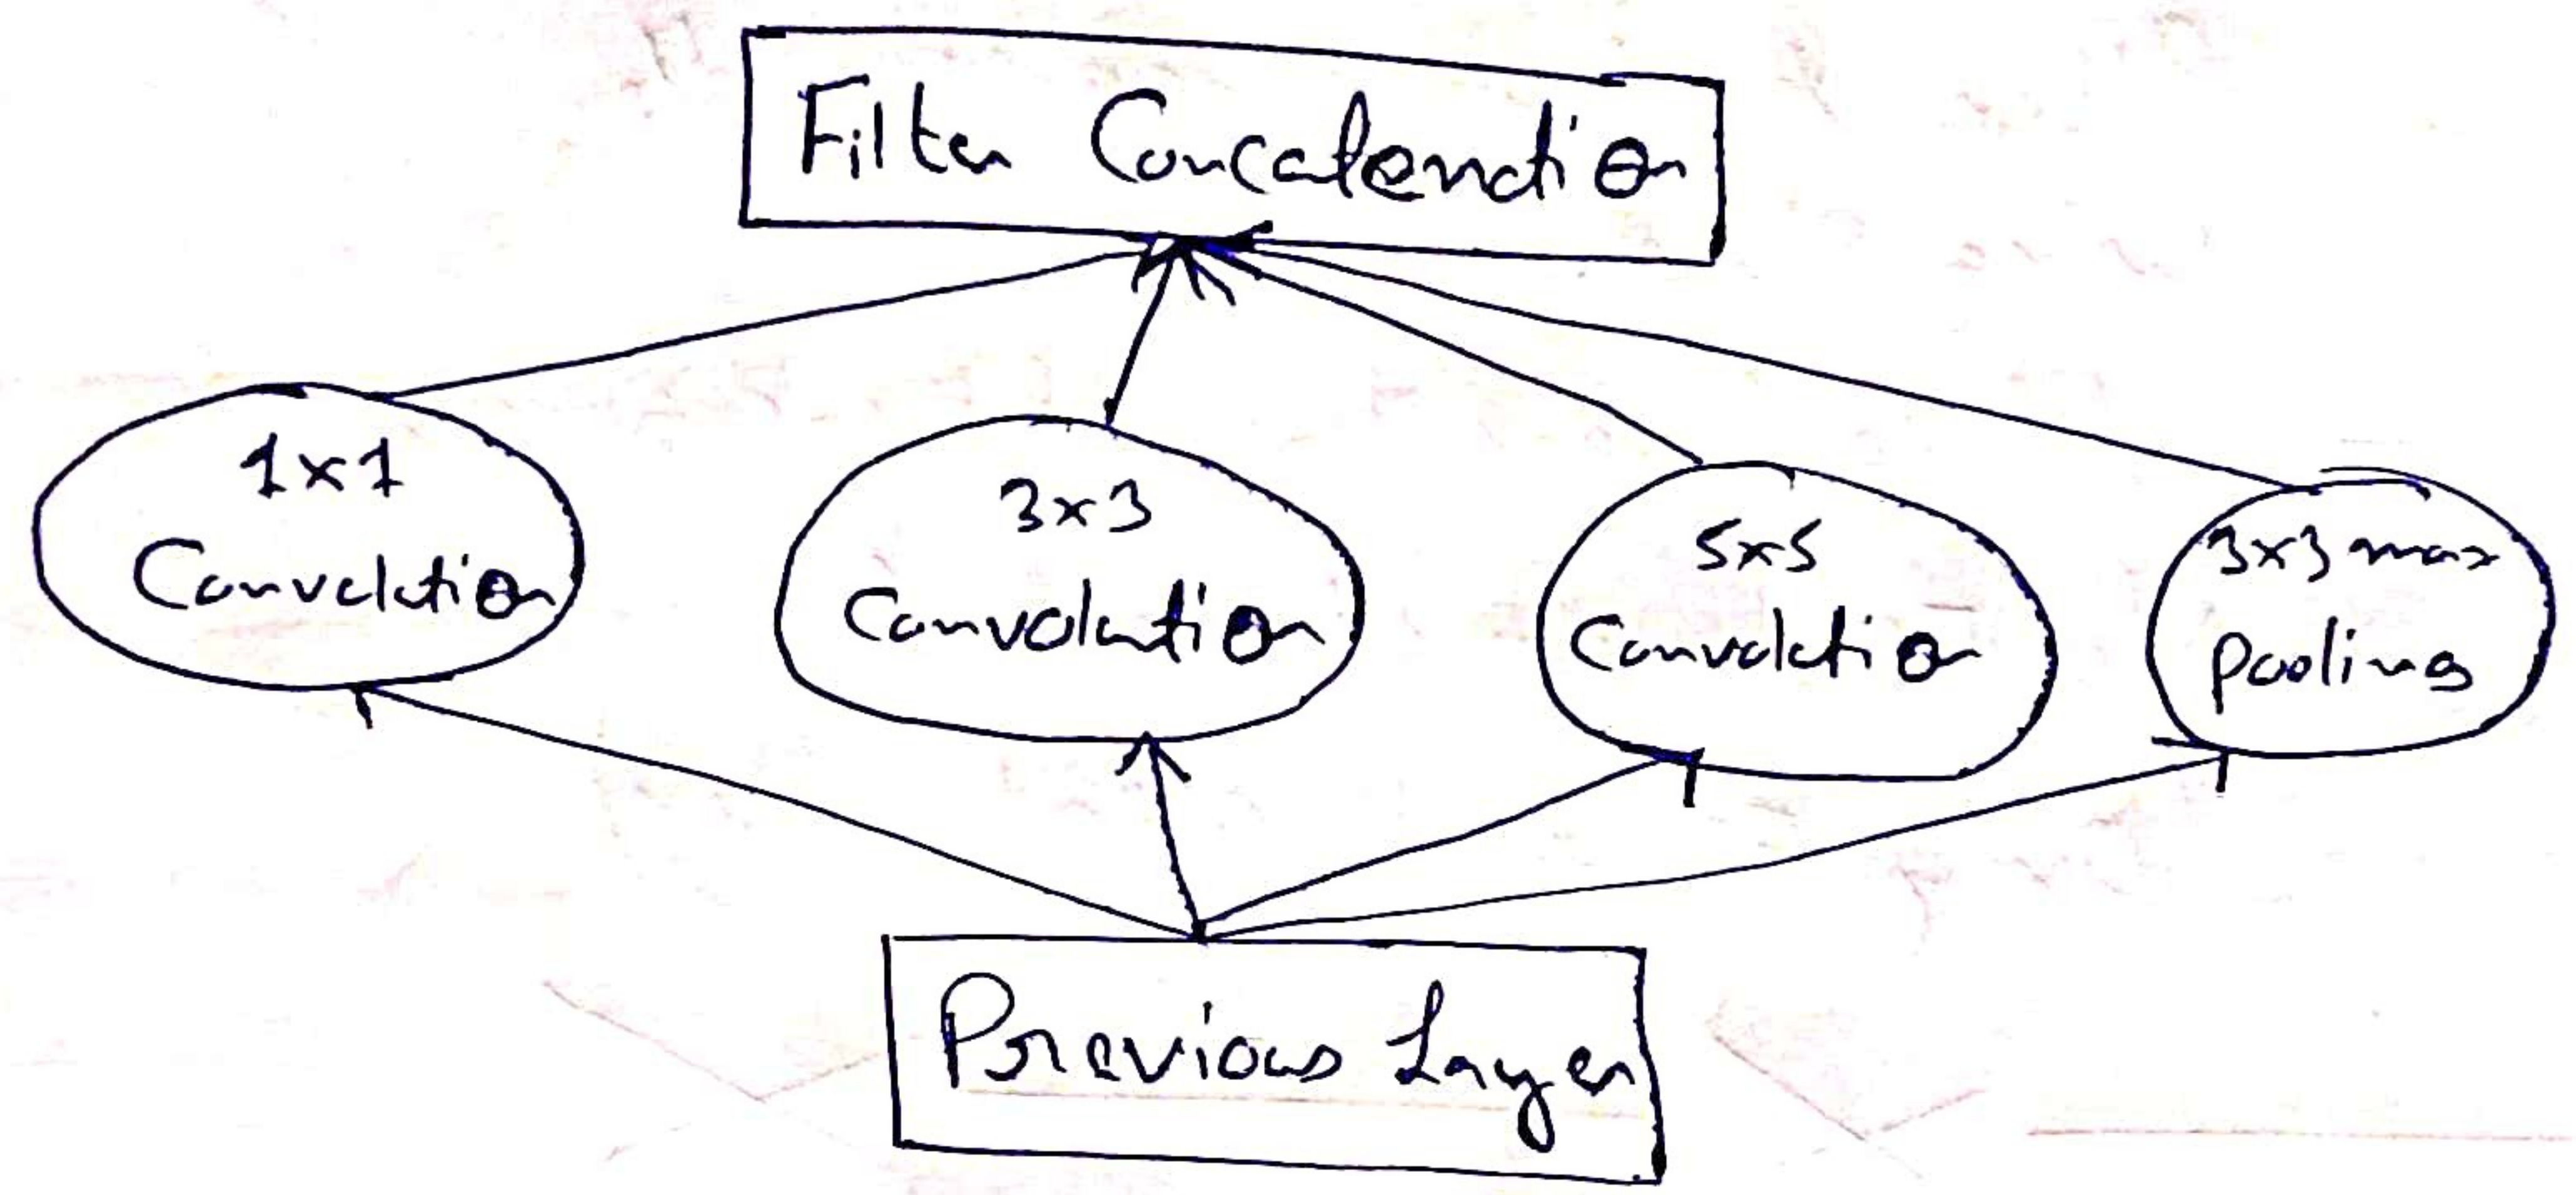 Filter Concatenation
1x1
Convolution
3x3
Convolution
5x5
Convolution
3x3 max
pooling
Previous Layer